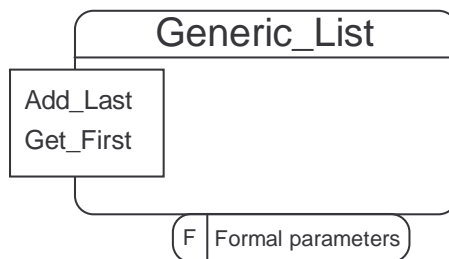 Generic_List
Add_Last
Get_First
F Formal parameters